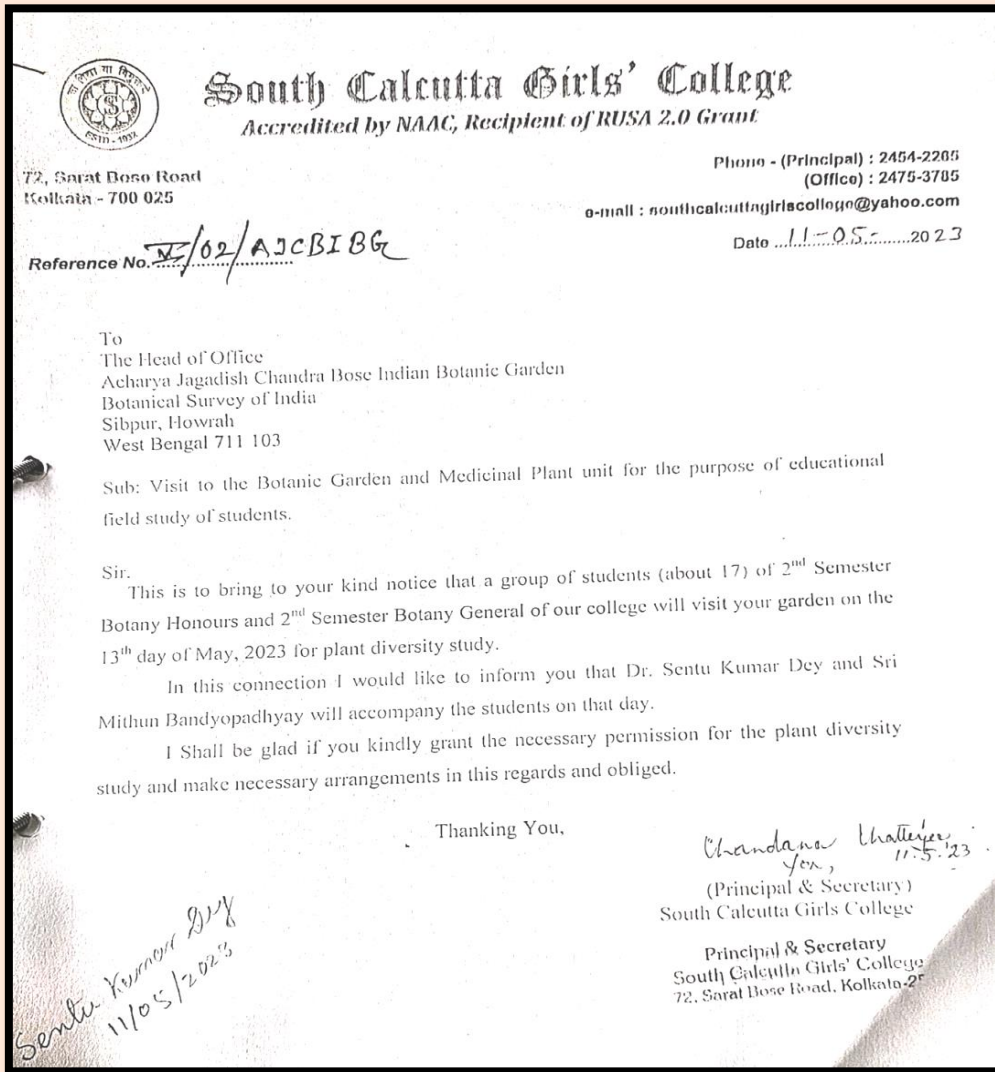 ESTD - 1932
South Calcutta Girls' College
Accredited by NAAC, Recipient of RUSA 2.0 Grant
72, Sarat Bose Road
Kolkata - 700 025
Phone - (Principal) : 2454-2265
(Office) : 2475-3785
e-mail : southcalcuttagirlscollege@yahoo.com
Reference No. /02/AJCBIBG
Date ...11-05-......2023
To
The Head of Office
Acharya Jagadish Chandra Bose Indian Botanic Garden
Botanical Survey of India
Sibpur, Howrah
West Bengal 711 103
Sub: Visit to the Botanic Garden and Medicinal Plant unit for the purpose of educational
field study of students.
Sir.
This is to bring to your kind notice that a group of students (about 17) of 2nd Semester
Botany Honours and 2nd Semester Botany General of our college will visit your garden on the
13th day of May, 2023 for plant diversity study.
In this connection I would like to inform you that Dr. Sentu Kumar Dey and Sri
Mithun Bandyopadhyay will accompany the students on that day.
I Shall be glad if you kindly grant the necessary permission for the plant diversity
study and make necessary arrangements in this regards and obliged.
Thanking You,
Chandana Chatterjee
11.5.'23
(Principal & Secretary)
South Calcutta Girls College
Principal & Secretary
South Calcutta Girls' College
72, Sarat Bose Road, Kolkata-25
Sentu Kumar Dey
11/05/2023